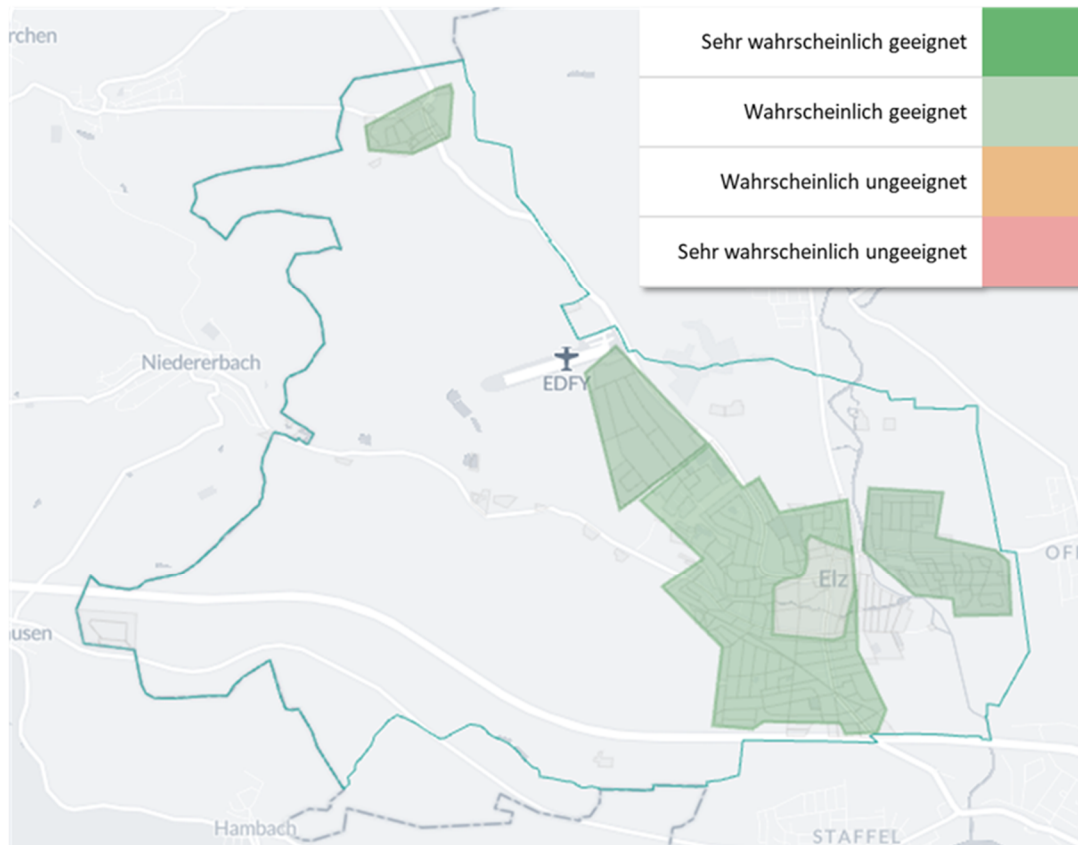 rchen
Sehr wahrscheinlich geeignet
Wahrscheinlich geeignet
Wahrscheinlich ungeeignet
Sehr wahrscheinlich ungeeignet
Niedererbach
EDFY
OF
Elz
usen
Hambach
STAFFEL